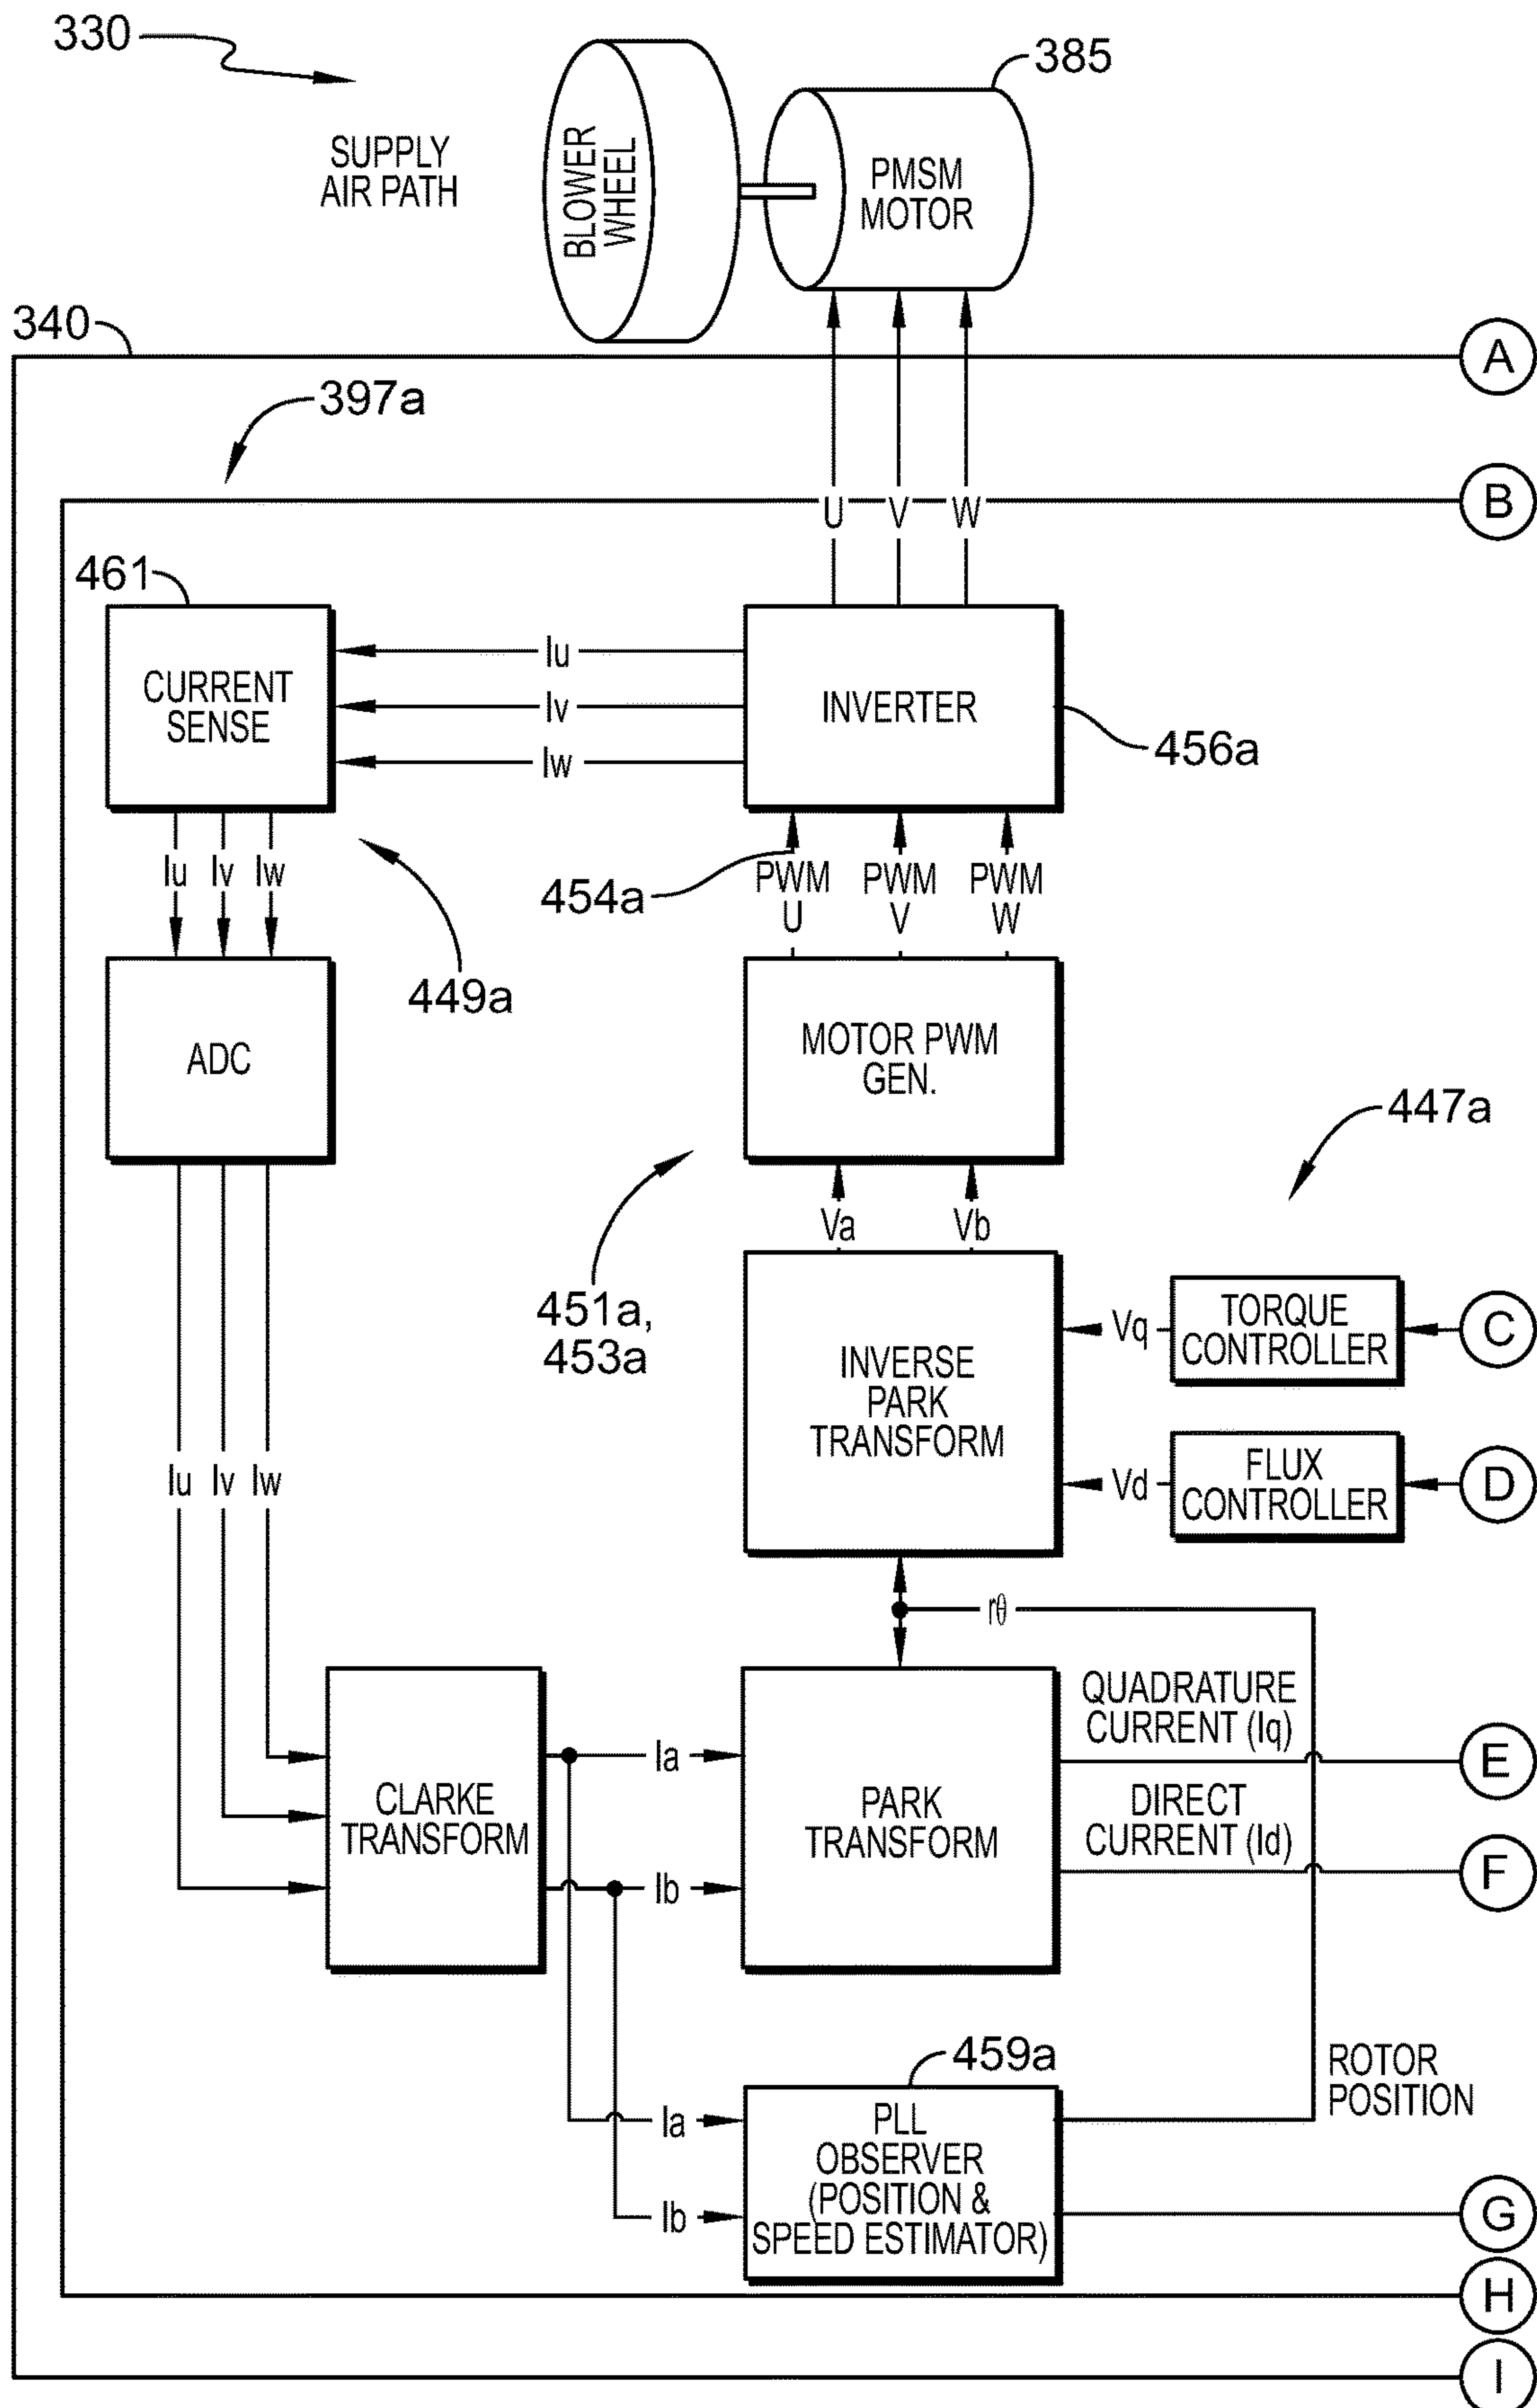 330
385
SUPPLY
AIR PATH
BLOWER
WHEEL
PMSM
MOTOR
340
A
397a
B
U V W
461
CURRENT
SENSE
Iu
Iv
Iw
INVERTER
456a
Iu Iv Iw
454a
PWM
U
PWM
V
PWM
W
449a
ADC
MOTOR PWM
GEN.
447a
Va Vb
451a,
453a
INVERSE
PARK
TRANSFORM
Vq
TORQUE
CONTROLLER
C
Iu Iv Iw
Vd
FLUX
CONTROLLER
D
rθ
CLARKE
TRANSFORM
Ia
Ib
PARK
TRANSFORM
QUADRATURE
CURRENT (Iq)
E
DIRECT
CURRENT (Id)
F
459a
ROTOR
POSITION
Ia
Ib
PLL
OBSERVER
(POSITION &
SPEED ESTIMATOR)
G
H
I